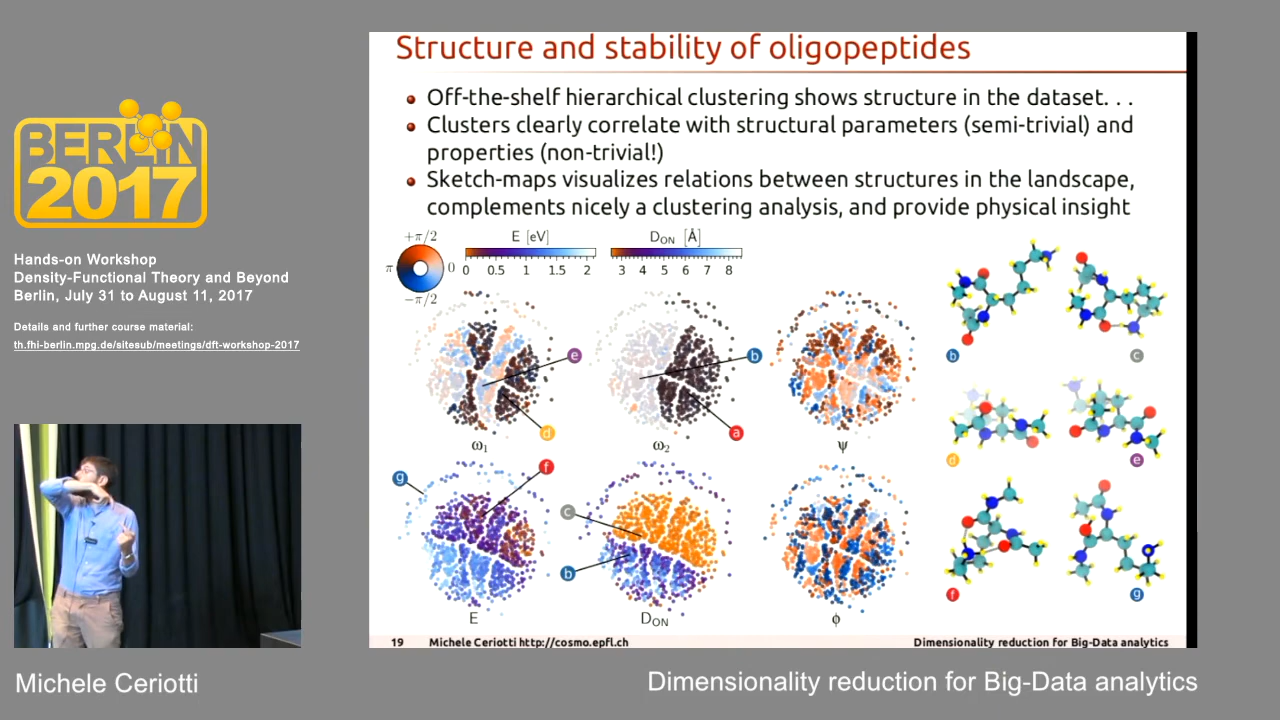 BERLIN
2017
Hands-on Workshop
Density-Functional Theory and Beyond
Berlin, July 31 to August 11, 2017
Details and further course material:
th.fhi-berlin.mpg.de/sitesub/meetings/dft-workshop-2017
Michele Ceriotti
Structure and stability of oligopeptides
Off-the-shelf hierarchical clustering shows structure in the dataset. . .
Clusters clearly correlate with structural parameters (semi-trivial) and
properties (non-trivial!)
Sketch-maps visualizes relations between structures in the landscape,
complements nicely a clustering analysis, and provide physical insight
+π/2 E [eV] D_ON [Å]
π 0 0 0.5 1 1.5 2 3 4 5 6 7 8
−π/2
e b b c
d a d e
ω₁ ω₂ ψ
g f
c
b f g
E D_ON ϕ
19 Michele Ceriotti http://cosmo.epfl.ch Dimensionality reduction for Big-Data analytics
Dimensionality reduction for Big-Data analytics